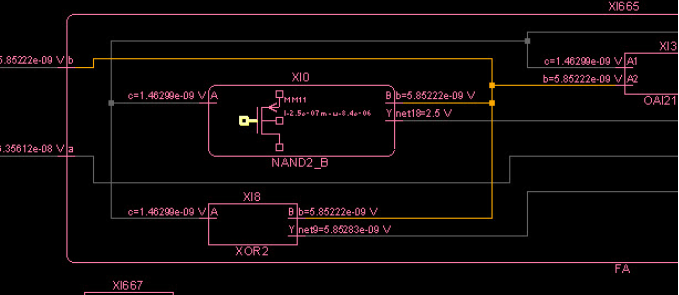 XI665
5.85222e-09 V b
XI3
c=1.46299e-09 V A1
XI0
b=5.85222e-09 V A2
c=1.46299e-09 V A
MM11
B b=5.85222e-09 V
OAI21
l=2.5e-07 m w=8.4e-06
Y net18=2.5 V
.35612e-08 V a
NAND2_B
XI8
c=1.46299e-09 V A
B b=5.85222e-09 V
Y net9=5.85283e-09 V
XOR2
FA
XI667